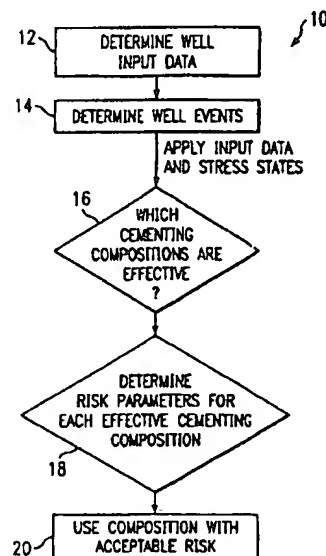 10
12
DETERMINE WELL
INPUT DATA
14
DETERMINE WELL EVENTS
APPLY INPUT DATA
AND STRESS STATES
16
WHICH
CEMENTING
COMPOSITIONS ARE
EFFECTIVE
?
DETERMINE
RISK PARAMETERS FOR
EACH EFFECTIVE CEMENTING
COMPOSITION
18
20
USE COMPOSITION WITH
ACCEPTABLE RISK